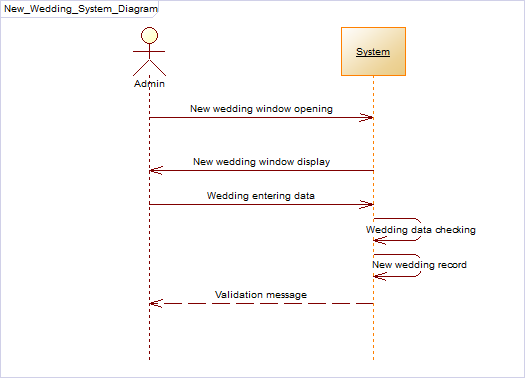 New_Wedding_System_Diagram
System
Admin
New wedding window opening
New wedding window display
Wedding entering data
Wedding data checking
New wedding record
Validation message